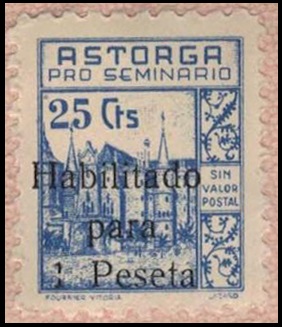 ASTORGA
PRO SEMINARIO
25 Cts
Habilitado
para
1 Peseta
SIN
VALOR
POSTAL
FOURNIER-VITORIA